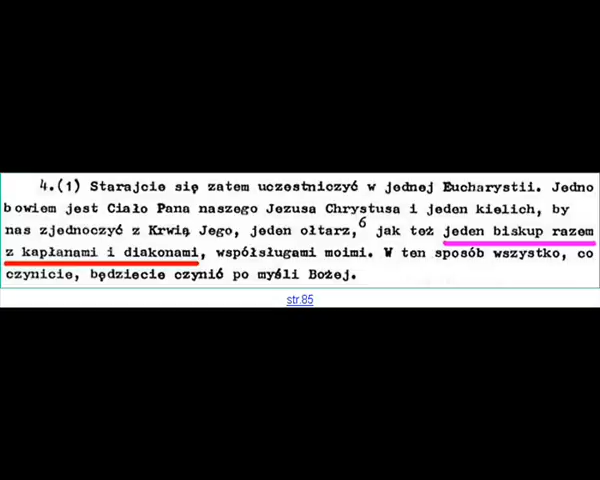 4.(1) Starajcie się zatem uczestniczyć w jednej Eucharystii. Jedno
bowiem jest Ciało Pana naszego Jezusa Chrystusa i jeden kielich, by
nas zjednoczyć z Krwią Jego, jeden ołtarz,6 jak też jeden biskup razem
z kapłanami i diakonami, współsługami moimi. W ten sposób wszystko, co
czynicie, będziecie czynić po myśli Bożej.
str.85